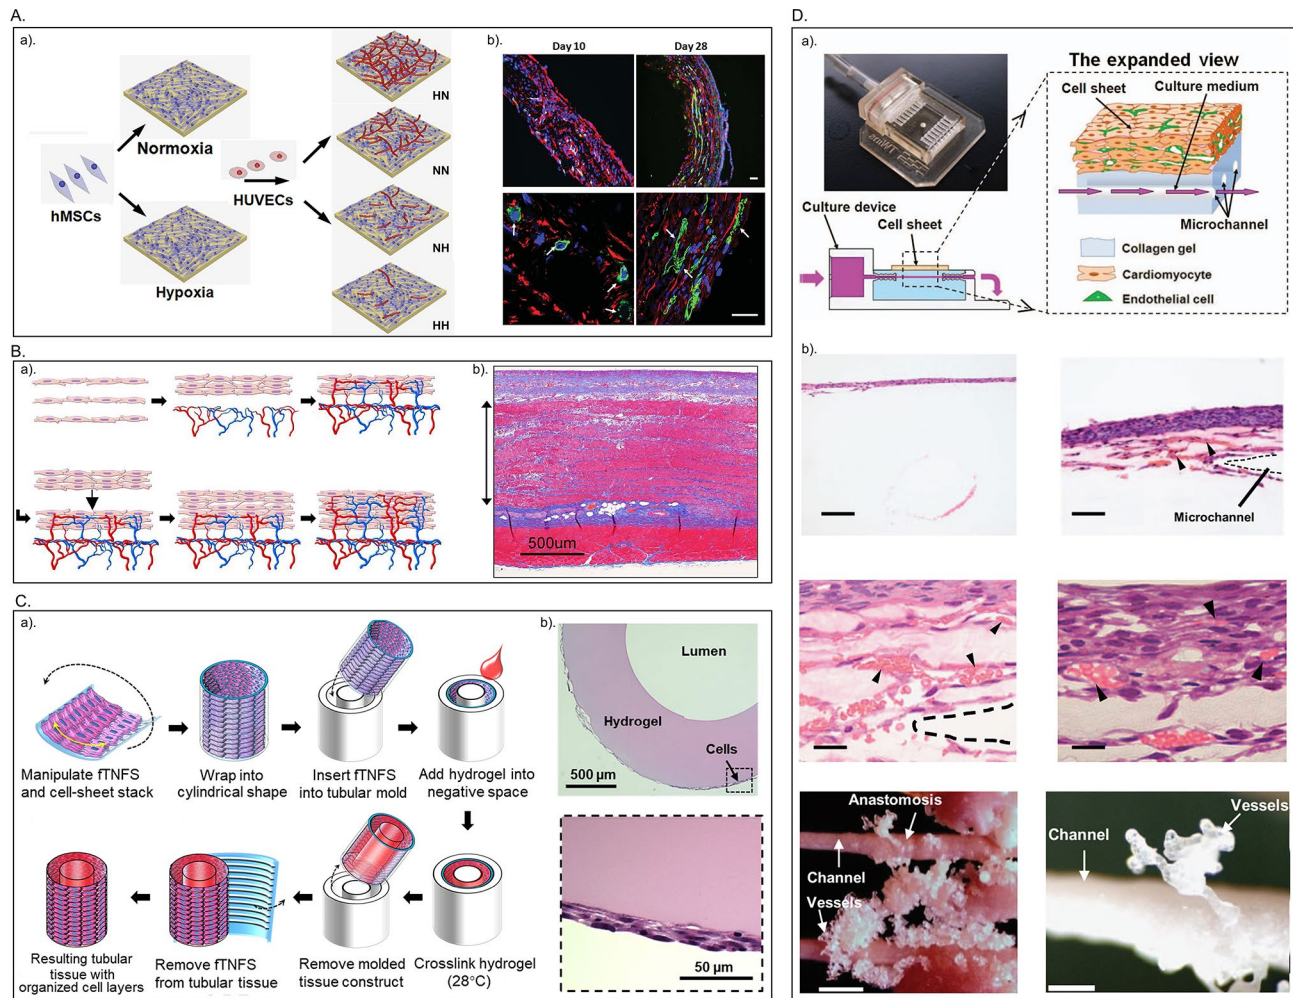 A.
a).
Normoxia
hMSCs
HUVECs
Hypoxia
HN
NN
NH
HH
b).
Day 10
Day 28
B.
a).
b).
500um
C.
a).
Manipulate fTNFS
and cell-sheet stack
Wrap into
cylindrical shape
Insert fTNFS
into tubular mold
Add hydrogel into
negative space
Resulting tubular
tissue with
organized cell layers
Remove fTNFS
from tubular tissue
Remove molded
tissue construct
Crosslink hydrogel
(28°C)
b).
Lumen
Hydrogel
Cells
500 µm
50 µm
D.
a).
The expanded view
Cell sheet
Culture medium
Microchannel
Collagen gel
Cardiomyocyte
Endothelial cell
Culture device
Cell sheet
b).
Microchannel
Anastomosis
Channel
Vessels
Channel
Vessels